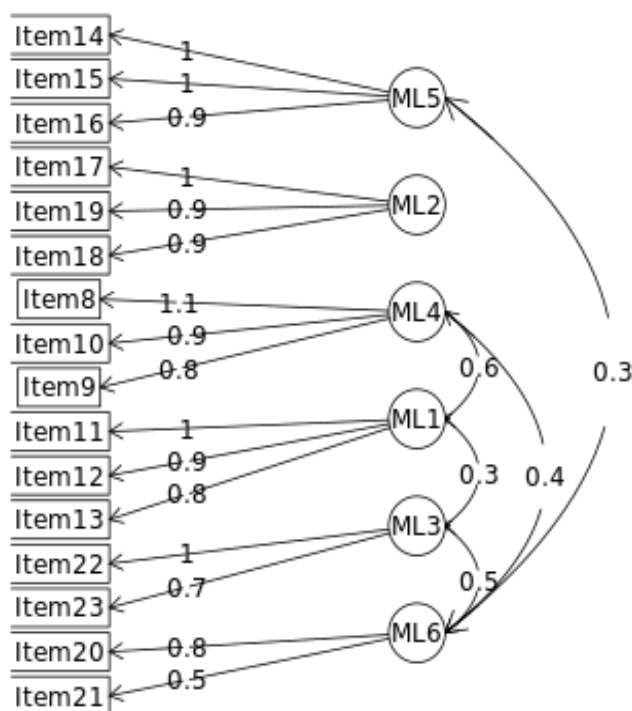 Item14
1
Item15
1
ML5
Item16
0.9
Item17
1
Item19
0.9
ML2
Item18
0.9
Item8
1.1
ML4
Item10
0.9
Item9
0.8
0.6
0.3
Item11
1
ML1
Item12
0.9
Item13
0.8
0.3
0.4
Item22
1
ML3
Item23
0.7
0.5
Item20
0.8
ML6
Item21
0.5